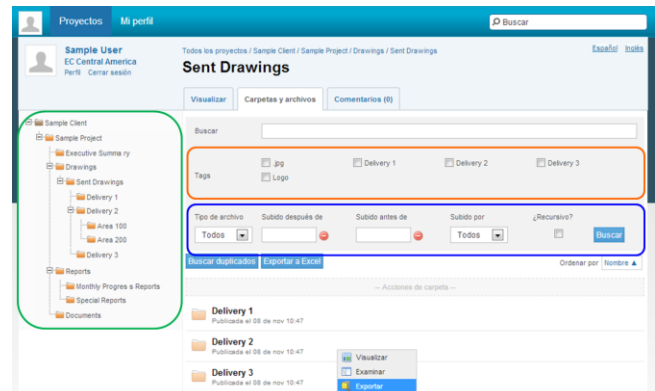 Proyectos Mi perfil Buscar
Sample User
EC Central America
Perfil Cerrar sesión
Todos los proyectos / Sample Client / Sample Project / Drawings / Sent Drawings
Español Inglés
Sent Drawings
Visualizar Carpetas y archivos Comentarios (0)
Sample Client
Sample Project
Executive Summa ry
Drawings
Sent Drawings
Delivery 1
Delivery 2
Area 100
Area 200
Delivery 3
Reports
Monthly Progres s Reports
Special Reports
Documents
Buscar
Tags
.jpg Delivery 1 Delivery 2 Delivery 3
Logo
Tipo de archivo Subido después de Subido antes de Subido por ¿Recursivo?
Todos Todos Buscar
Buscar duplicados Exportar a Excel Ordenar por Nombre ▲
-- Acciones de carpeta --
Delivery 1
Publicada el 08 de nov 10:47
Delivery 2
Publicada el 08 de nov 10:47
Delivery 3
Publicada el 08 de nov 10:47
Visualizar
Examinar
Exportar